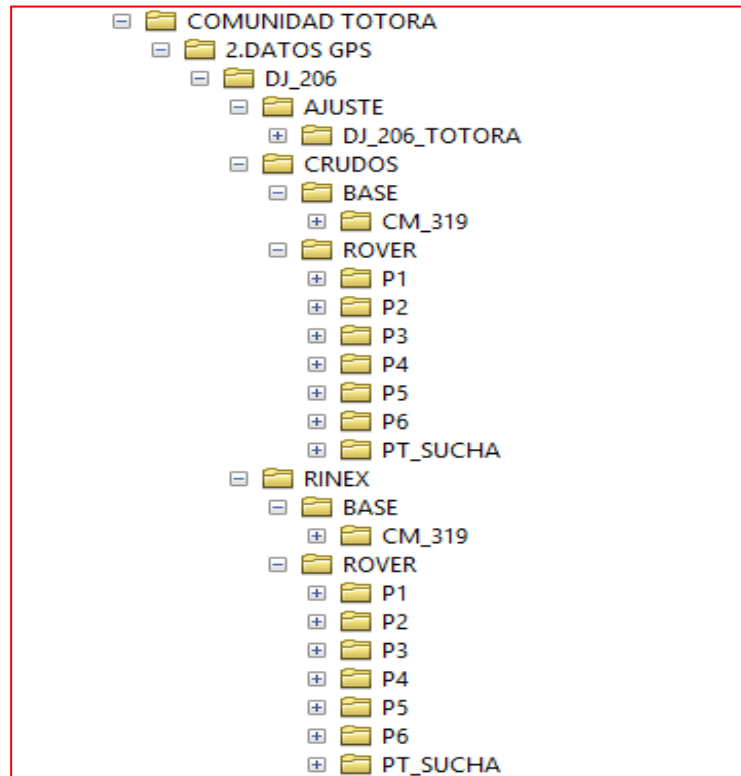 COMUNIDAD TOTORA
2.DATOS GPS
DJ_206
AJUSTE
DJ_206_TOTORA
CRUDOS
BASE
CM_319
ROVER
P1
P2
P3
P4
P5
P6
PT_SUCHA
RINEX
BASE
CM_319
ROVER
P1
P2
P3
P4
P5
P6
PT_SUCHA